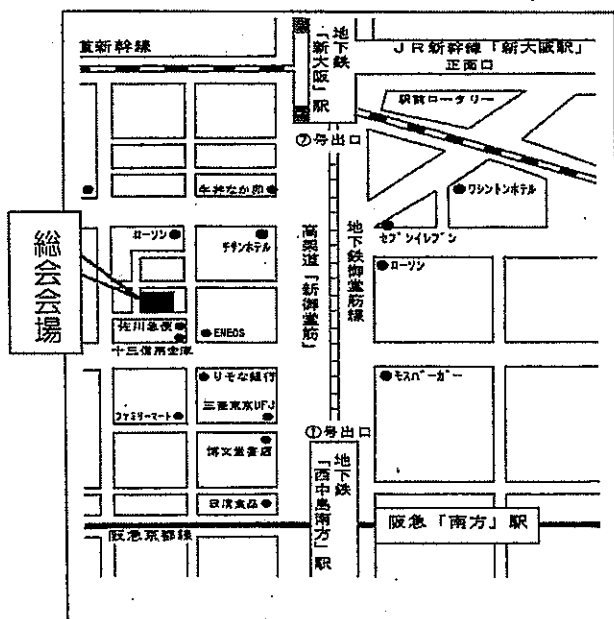 直新幹線
地下鉄
「新大阪」駅
JR新幹線「新大阪駅」
正面口
駅前ロータリー
⑦号出口
牛丼なか卯
ワシントンホテル
セブンイレブン
ローソン
チサンホテル
総会会場
高架道「新御堂筋」
地下鉄御堂筋線
ローソン
佐川急便
ENEOS
十三信用金庫
りそな銀行
モスバーガー
三菱東京UFJ
ファミリーマート
①号出口
博文堂書店
地下鉄
「西中島南方」駅
日清食品
阪急「南方」駅
阪急京都線